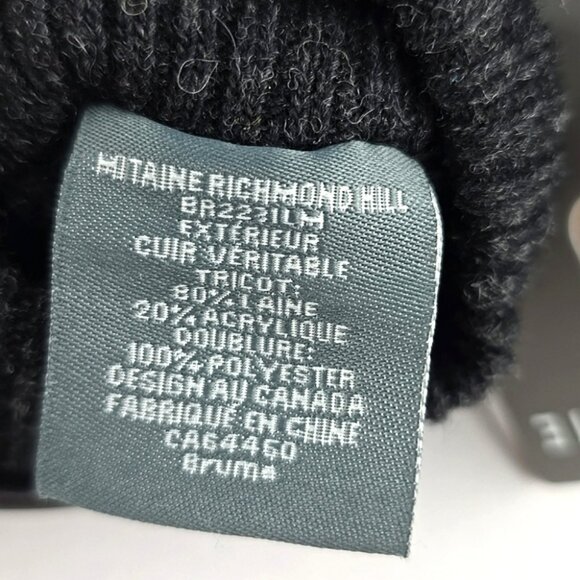 MITAINE RICHMOND HILL
BR2231LM
EXTÉRIEUR
CUIR VÉRITABLE
TRICOT:
80% LAINE
20% ACRYLIQUE
DOUBLURE:
100% POLYESTER
DESIGN AU CANADA
FABRIQUÉ EN CHINE
CA64460
Bruma